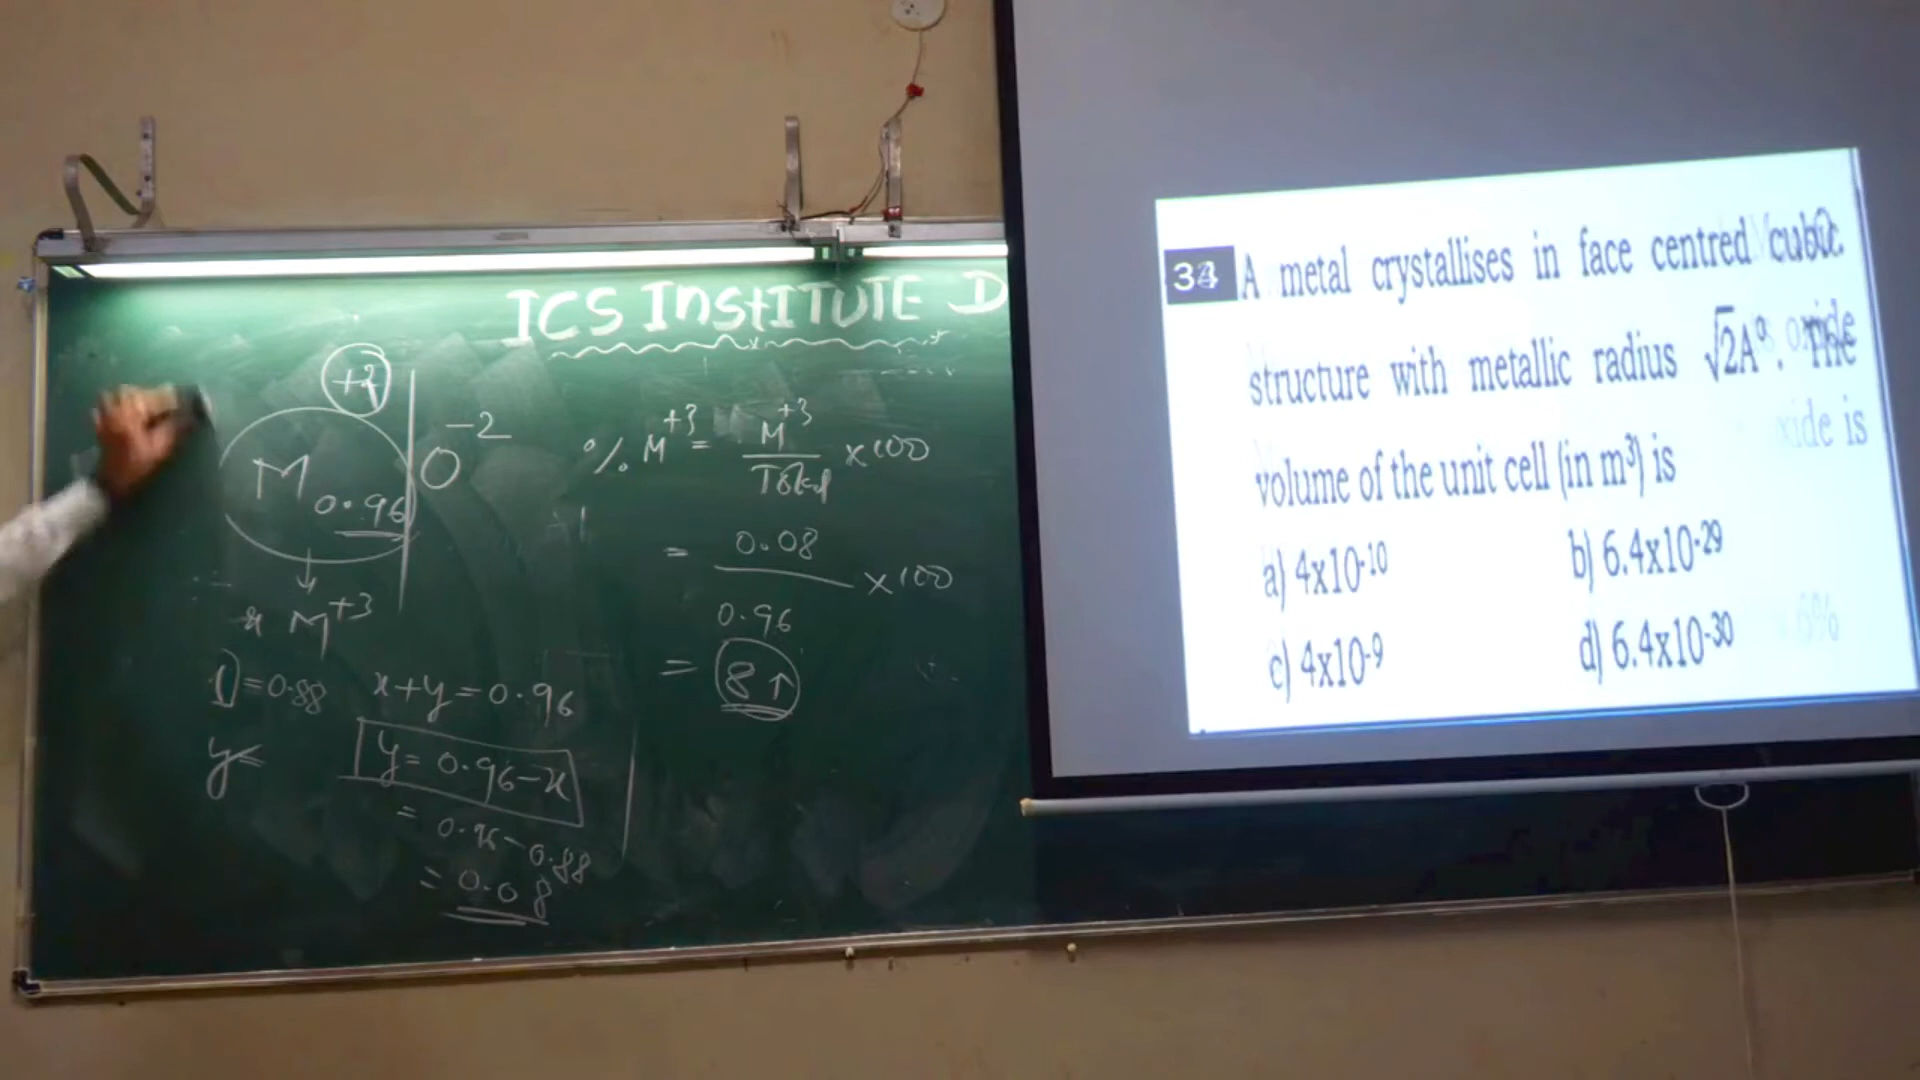 ICS InstITUTE D
+2
M0.96 O-2
x M+3
1) = 0.88
x+y=0.96
y=
y= 0.96-x
= 0.96-0.88
= 0.08
% M+3 = M+3 / Total x100
= 0.08 / 0.96 x100
= 8↑
A metal crystallises in face centred cubic
structure with metallic radius √2A°. The
volume of the unit cell (in m3) is
a) 4x10-10 b) 6.4x10-29
c) 4x10-9 d) 6.4x10-30